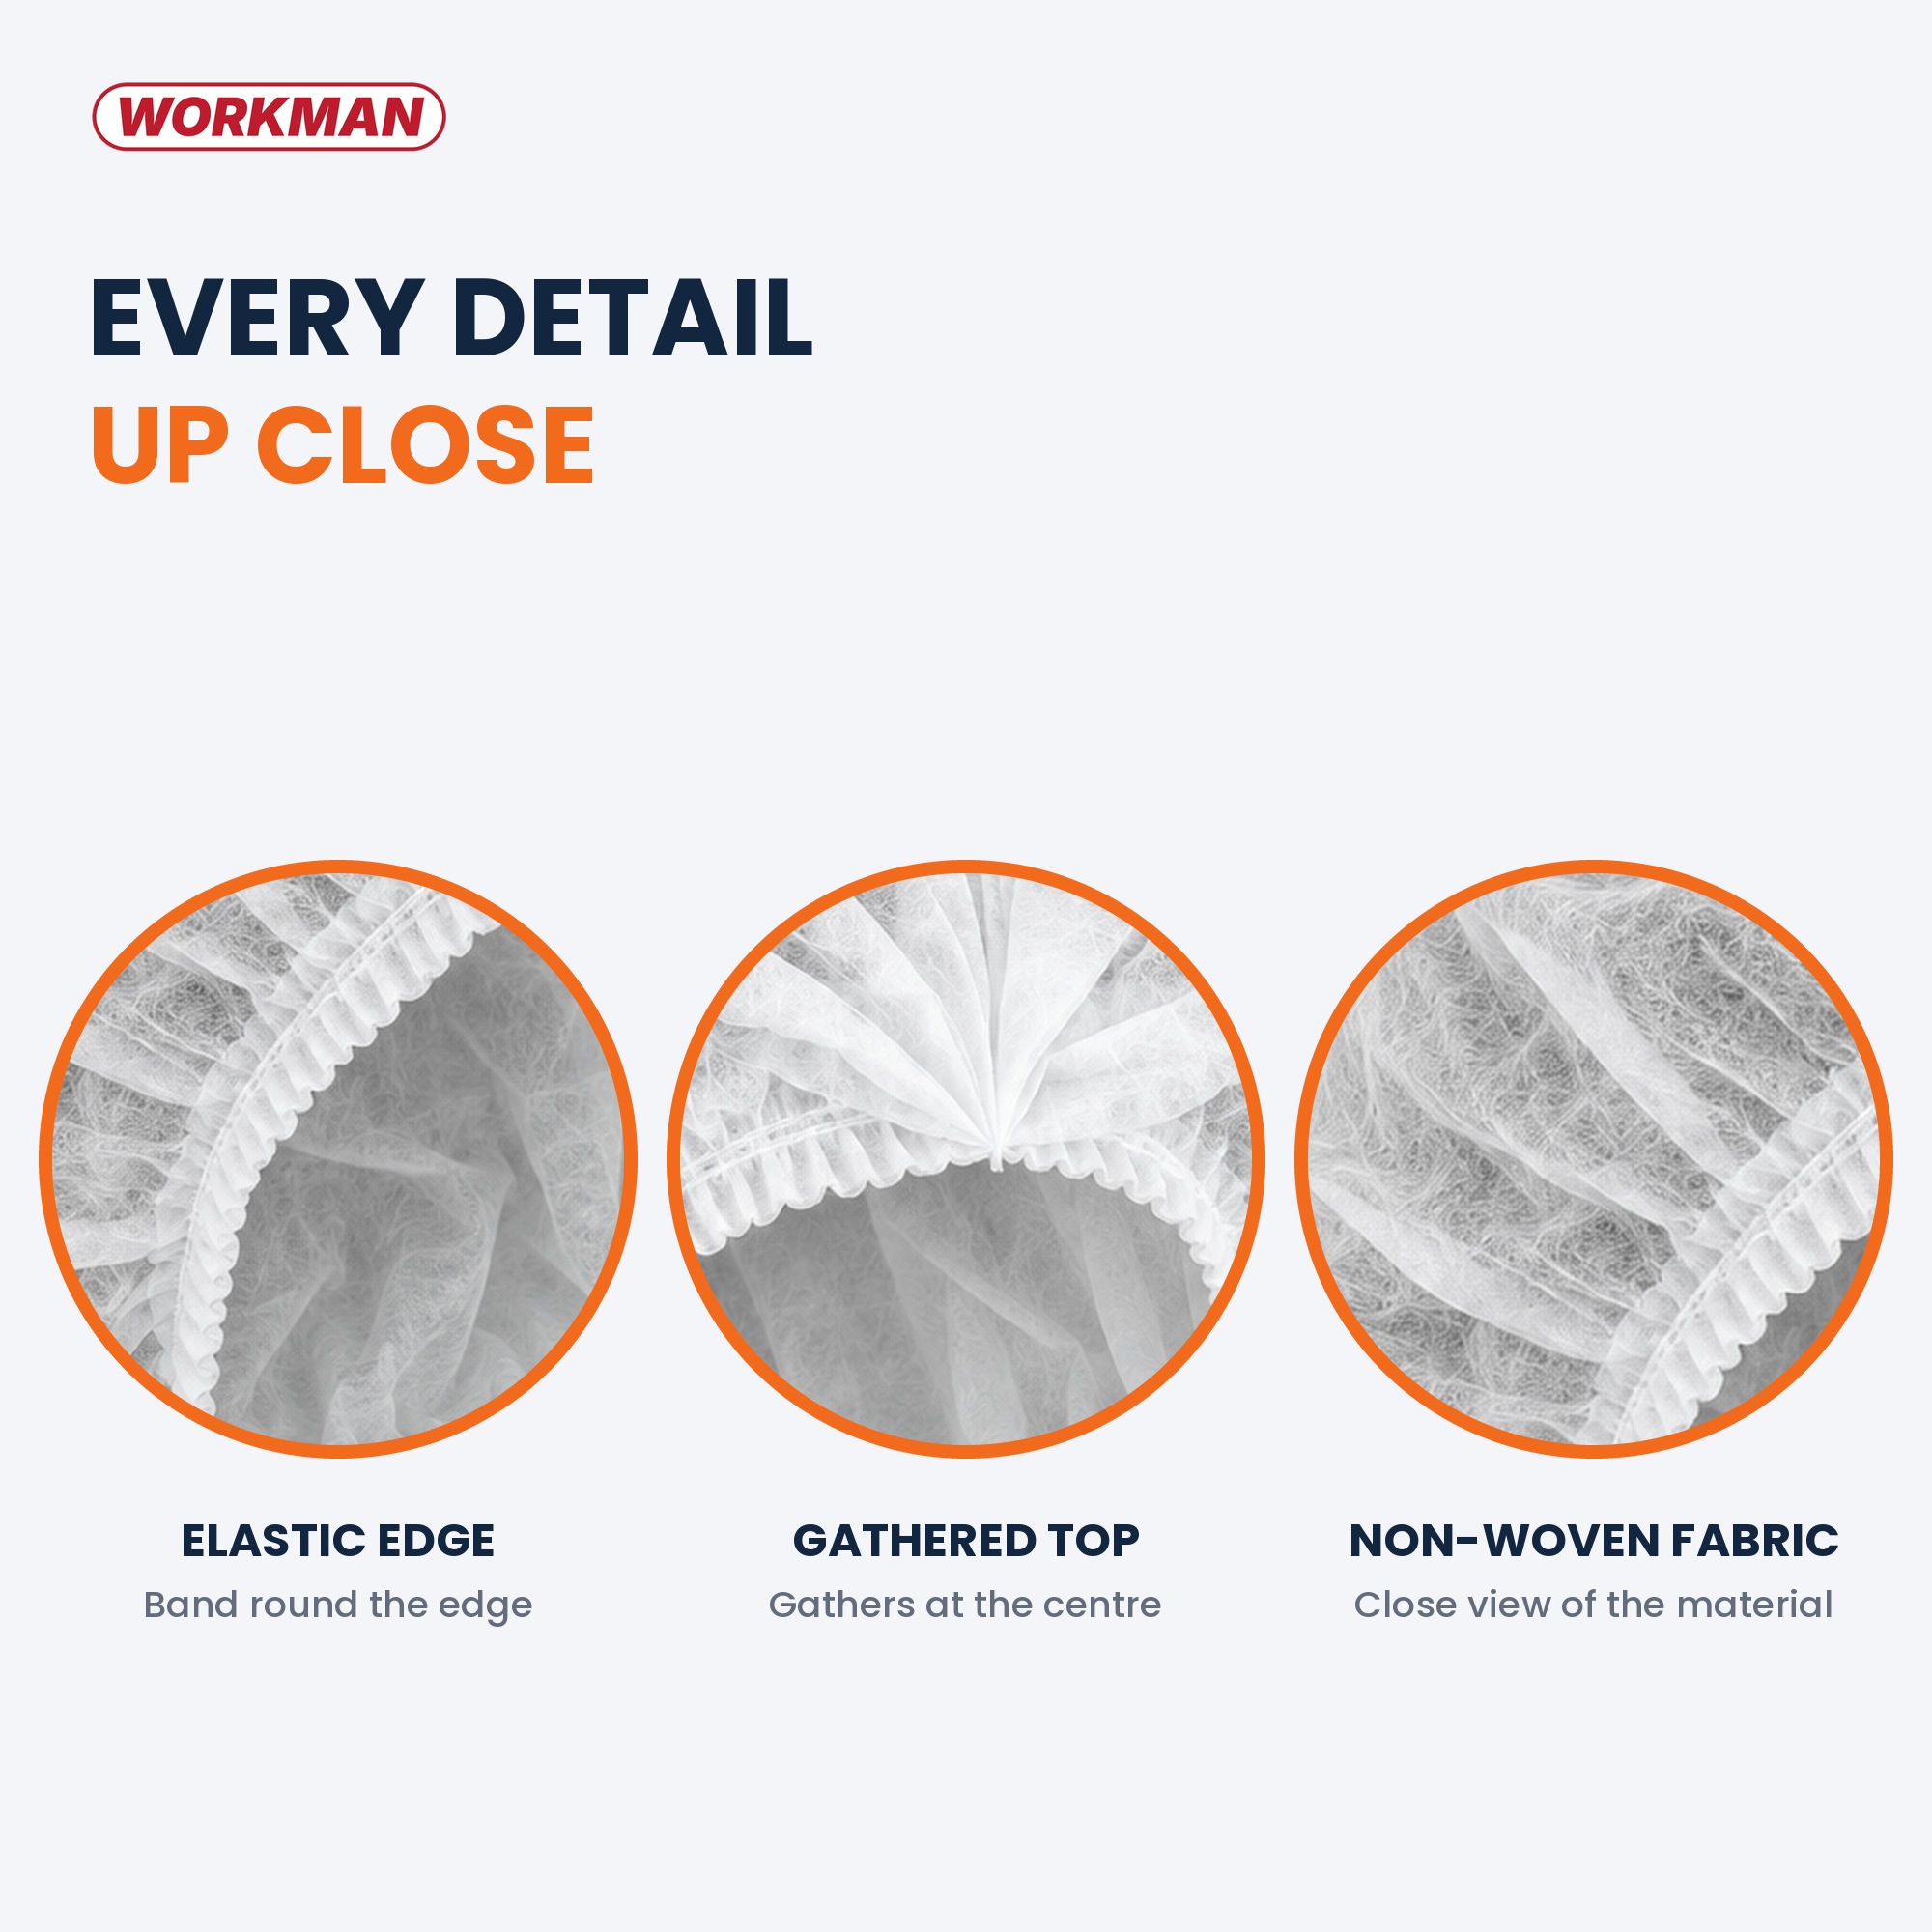 WORKMAN
EVERY DETAIL
UP CLOSE
ELASTIC EDGE
Band round the edge
GATHERED TOP
Gathers at the centre
NON-WOVEN FABRIC
Close view of the material